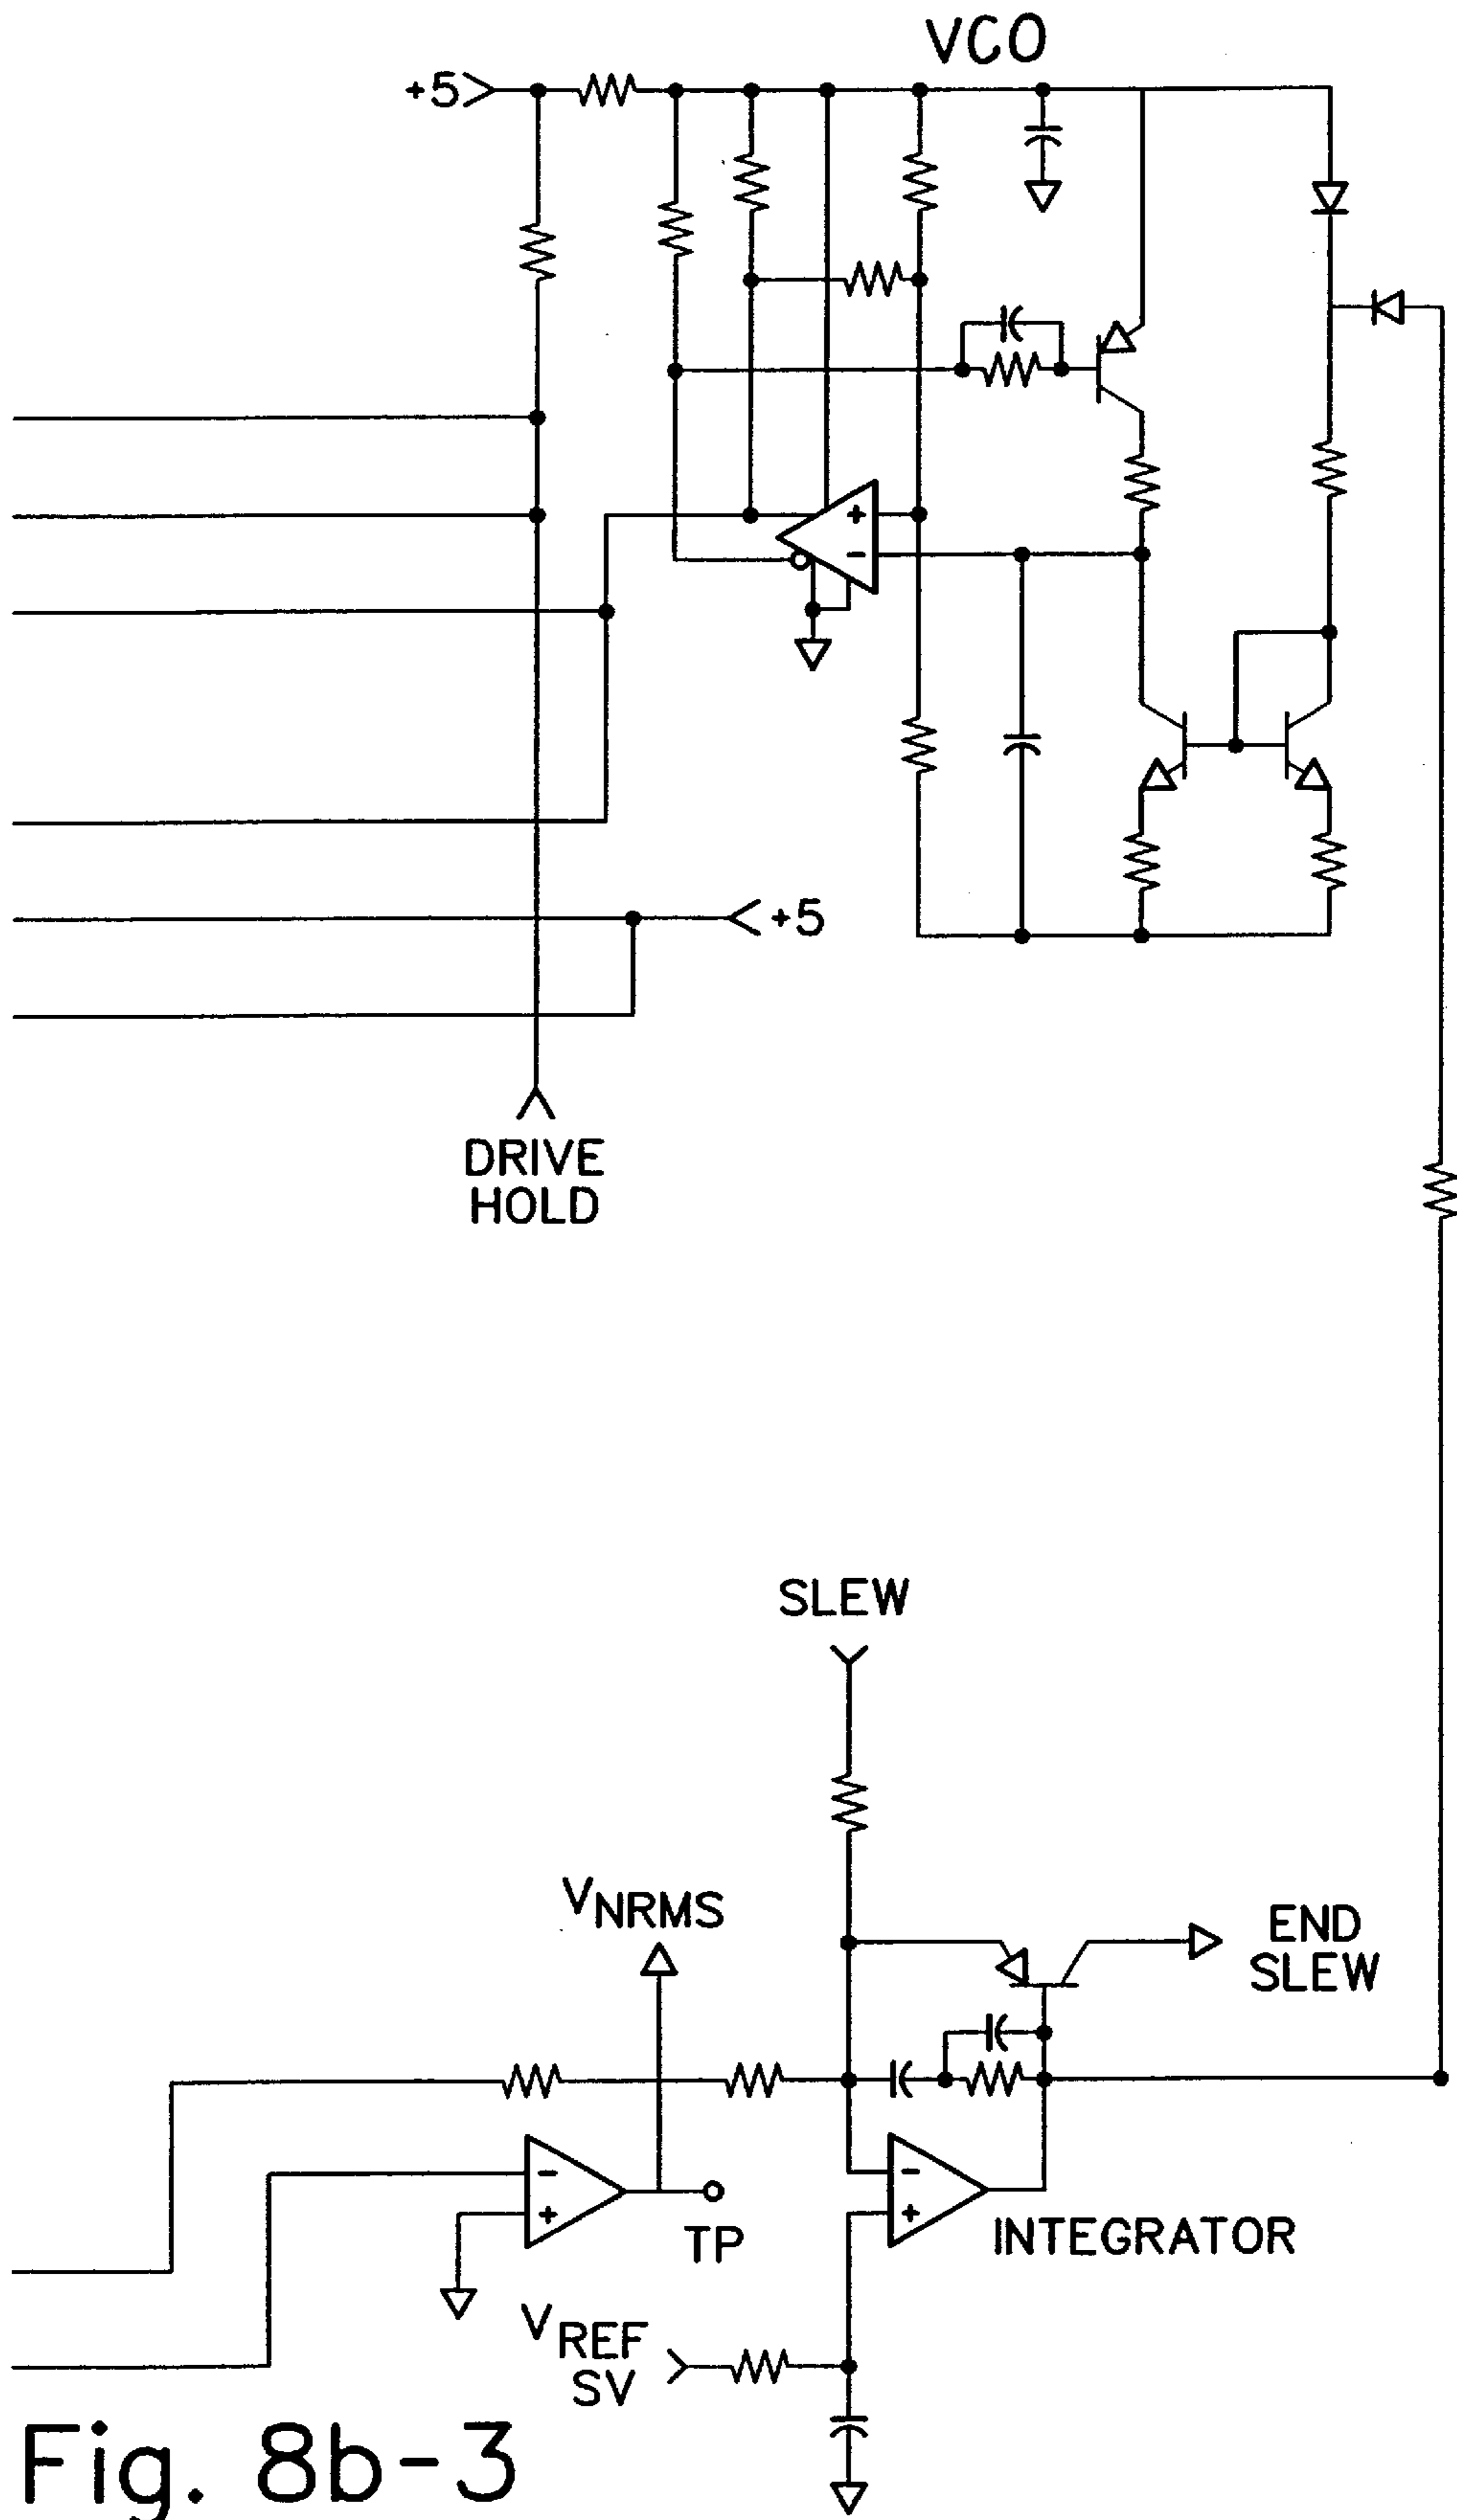 VCO
+5
+
−
+5
DRIVE
HOLD
SLEW
VNRMS
END
SLEW
−
+
TP
−
+
INTEGRATOR
VREF
SV
Fig. 8b-3